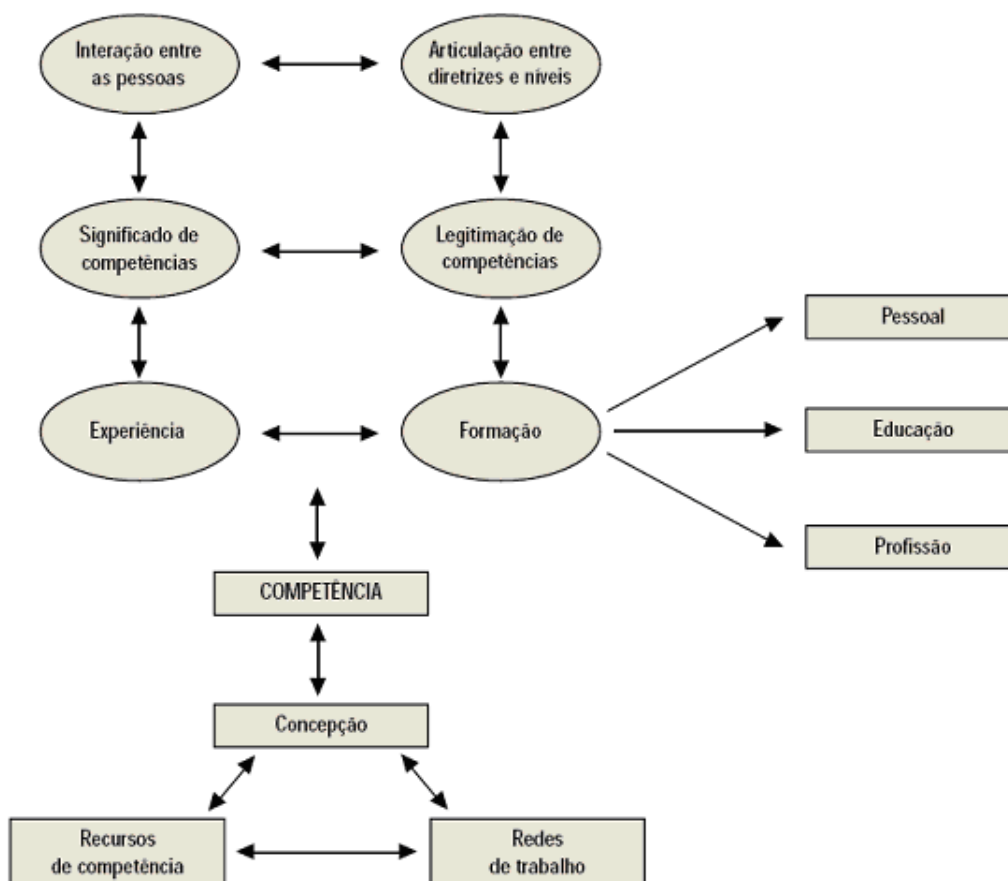 Interação entre
as pessoas
Articulação entre
diretrizes e níveis
Significado de
competências
Legitimação de
competências
Pessoal
Experiência
Formação
Educação
Profissão
COMPETÊNCIA
Concepção
Recursos
de competência
Redes
de trabalho